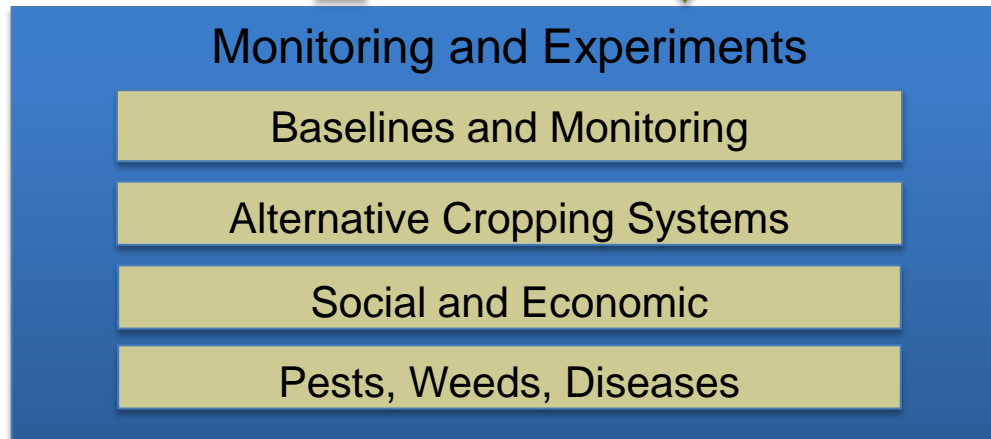 Monitoring and Experiments
Baselines and Monitoring
Alternative Cropping Systems
Social and Economic
Pests, Weeds, Diseases